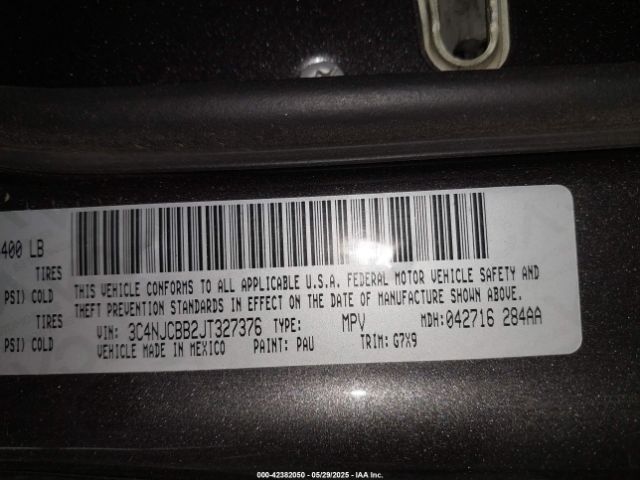 400 LB
TIRES
PSI) COLD
TIRES
PSI) COLD
THIS VEHICLE CONFORMS TO ALL APPLICABLE U.S.A. FEDERAL MOTOR VEHICLE SAFETY AND
THEFT PREVENTION STANDARDS IN EFFECT ON THE DATE OF MANUFACTURE SHOWN ABOVE.
VIN: 3C4NJCBB2JT327376 TYPE: MPV MDH: 042716 284AA
VEHICLE MADE IN MEXICO PAINT: PAU TRIM: G7X9
000-42382050 - 05/29/2025 - IAA Inc.